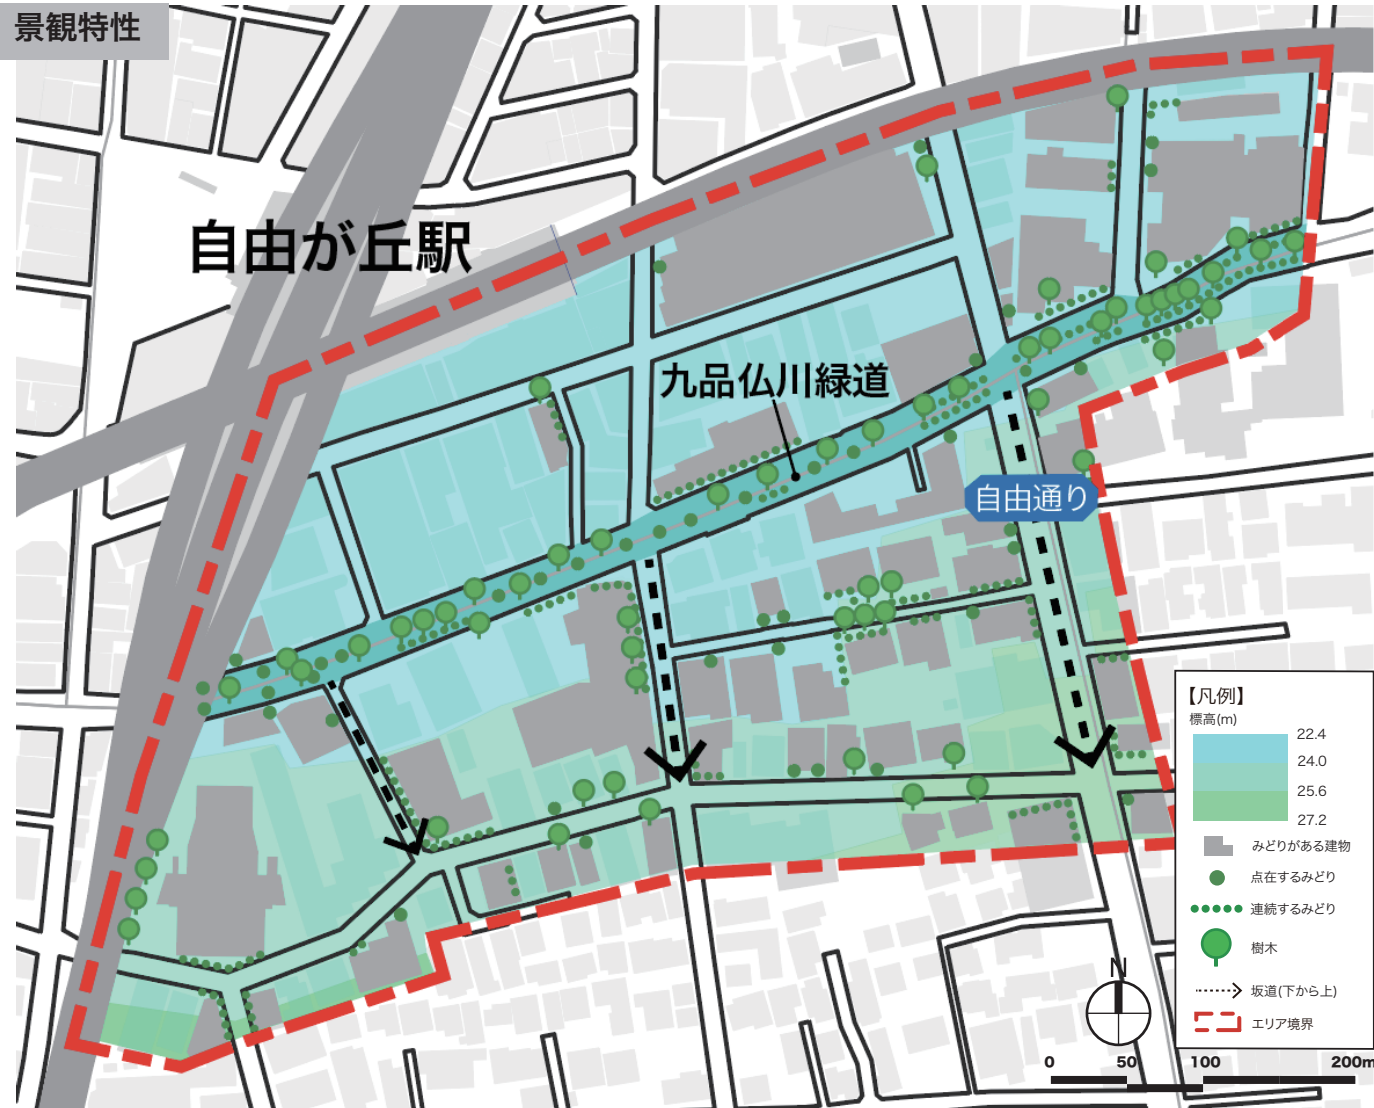 景観特性
自由が丘駅
九品仏川緑道
自由通り
【凡例】
標高(m)
22.4
24.0
25.6
27.2
みどりがある建物
点在するみどり
連続するみどり
樹木
坂道(下から上)
エリア境界
N
0 50 100 200m